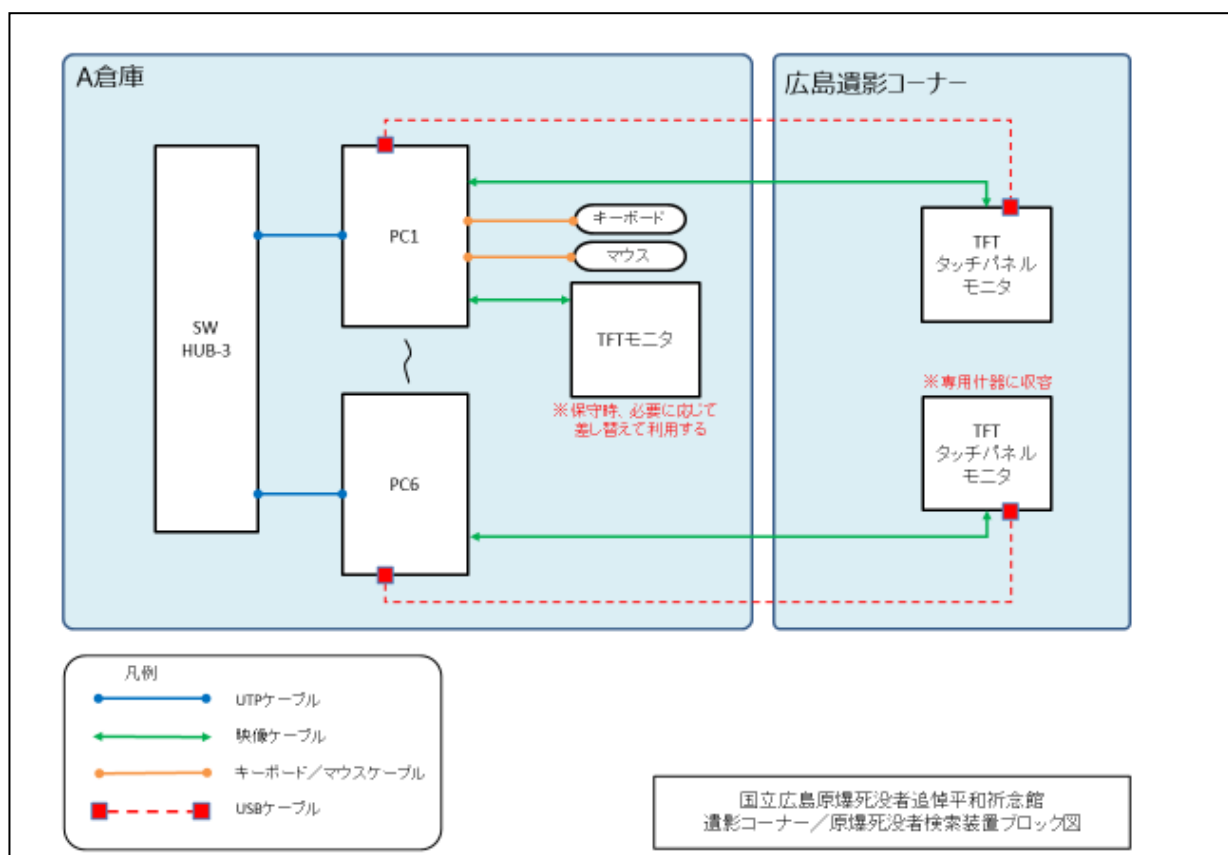 A倉庫
広島遺影コーナー
PC1
キーボード
マウス
SW
HUB-3
TFTモニタ
TFT
タッチパネル
モニタ
※保守時、必要に応じて
差し替えて利用する
※専用什器に収容
PC6
TFT
タッチパネル
モニタ
凡例
UTPケーブル
映像ケーブル
キーボード／マウスケーブル
USBケーブル
国立広島原爆死没者追悼平和祈念館
遺影コーナー／原爆死没者検索装置ブロック図